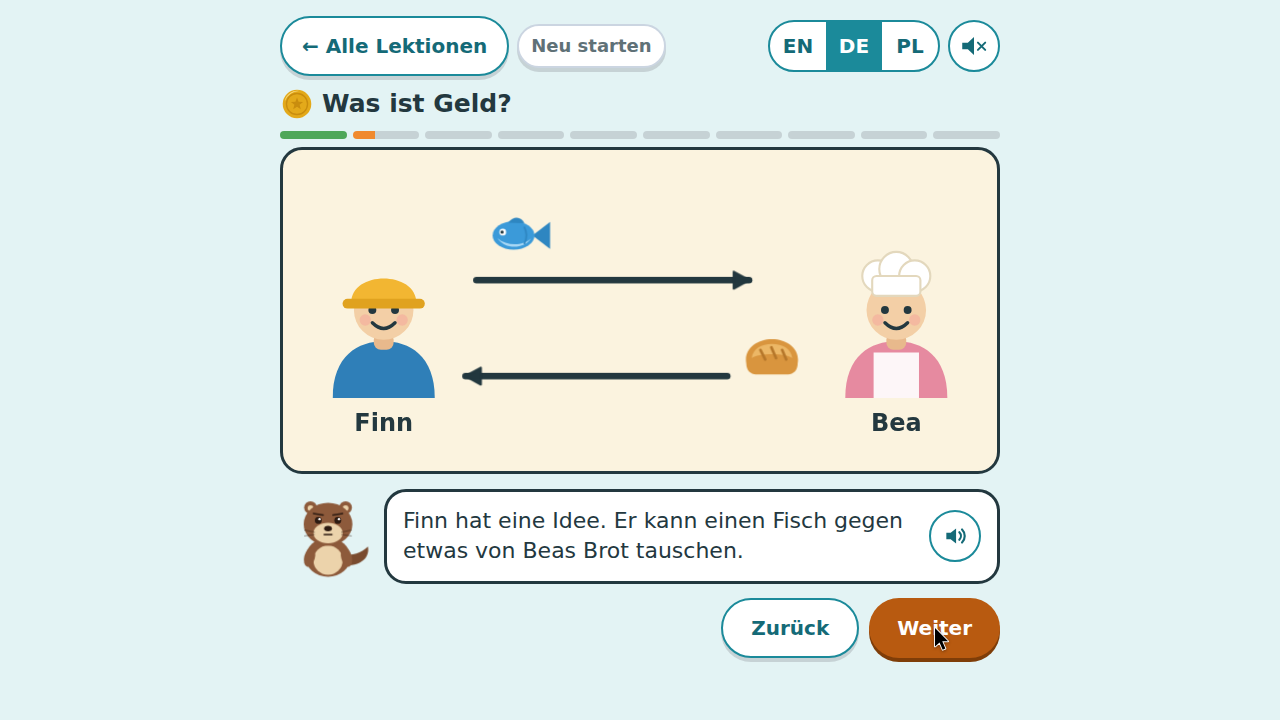 ← Alle Lektionen
Neu starten
EN DE PL
Was ist Geld?
Finn
Bea
Finn hat eine Idee. Er kann einen Fisch gegen
etwas von Beas Brot tauschen.
Zurück
Weiter